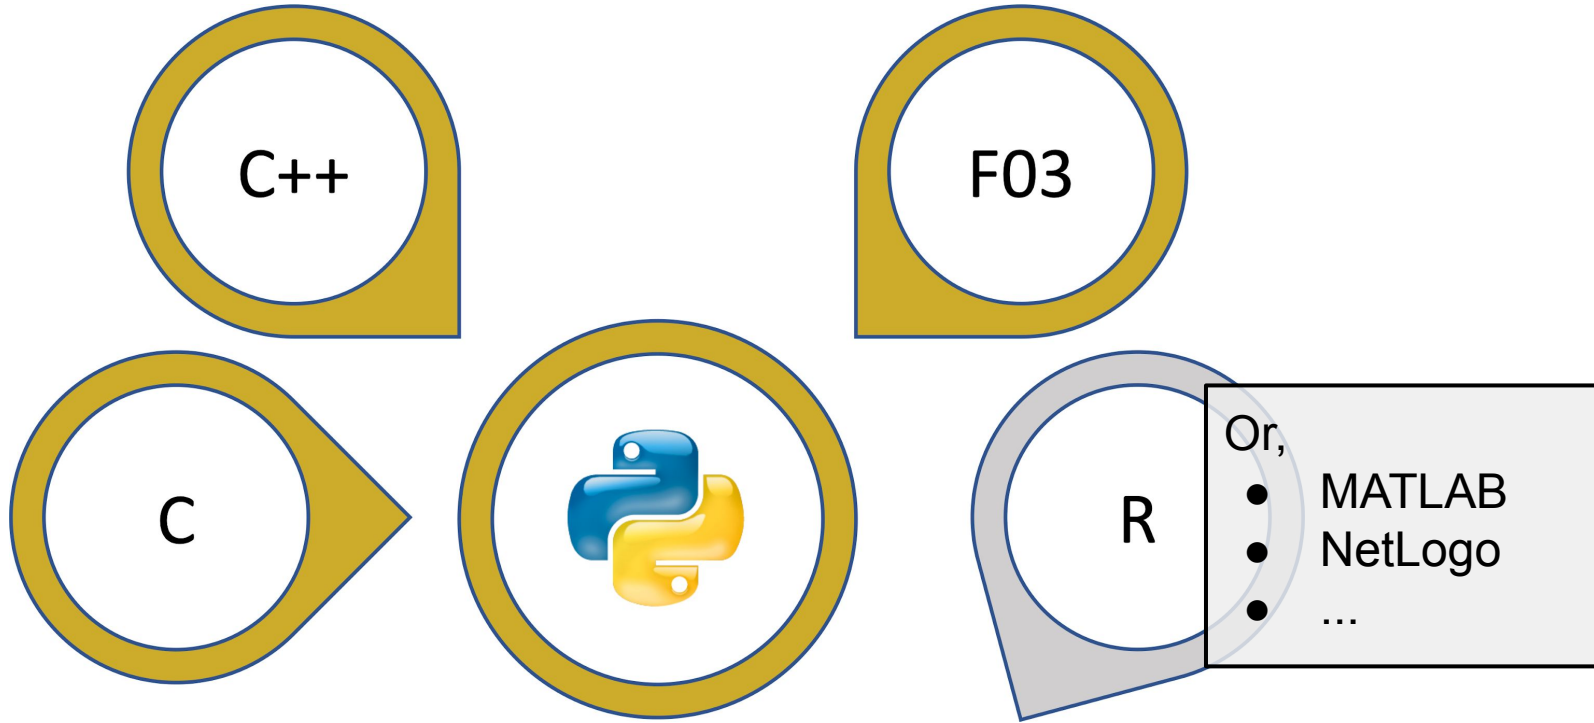 C++
F03
C
R
Or,
● MATLAB
● NetLogo
● ...